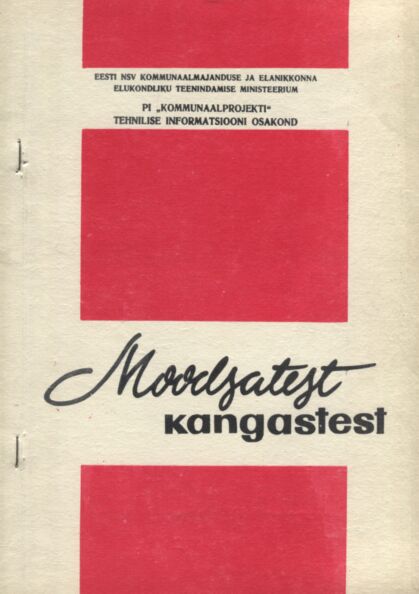 EESTI NSV KOMMUNAALMAJANDUSE JA ELANIKKONNA
ELUKONDLIKU TEENINDAMISE MINISTEERIUM
PI „KOMMUNAALPROJEKTI“
TEHNILISE INFORMATSIOONI OSAKOND
Moodsatest
kangastest